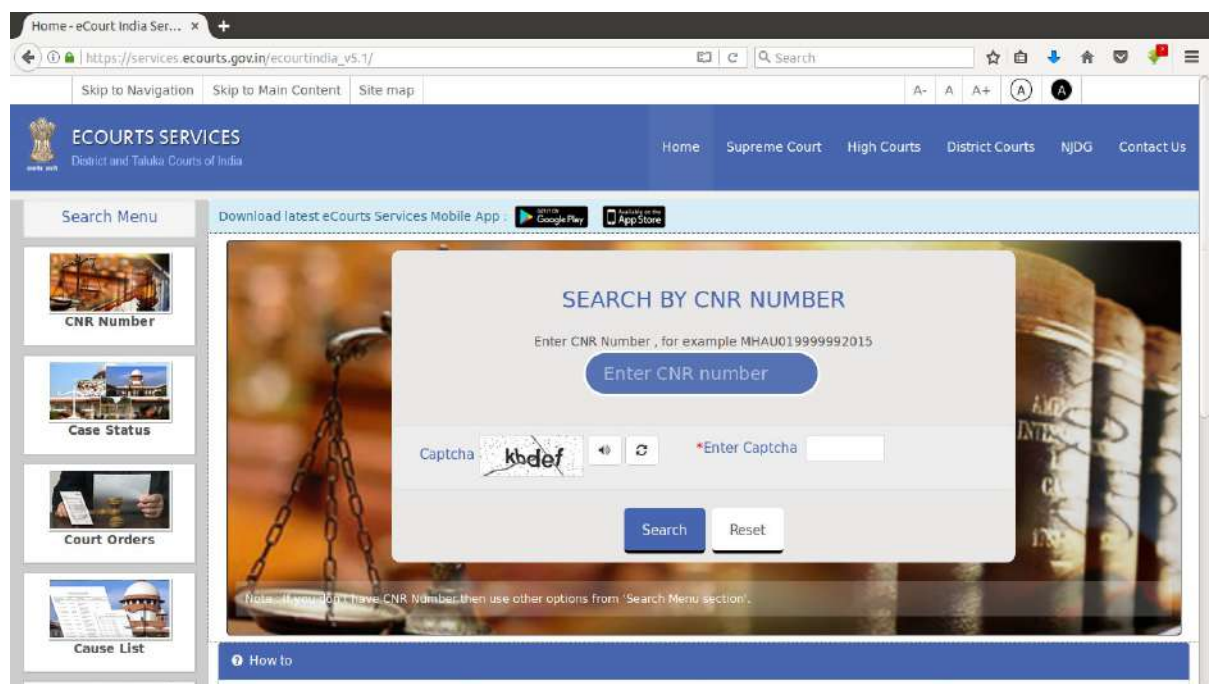 Home - eCourt India Ser... × +
https://services.ecourts.gov.in/ecourtindia_v5.1/
Search
Skip to Navigation Skip to Main Content Site map A- A A+ A A
ECOURTS SERVICES
District and Taluka Courts of India
Home Supreme Court High Courts District Courts NJDG Contact Us
Search Menu
Download latest eCourts Services Mobile App :
Google Play
Available on the
App Store
CNR Number
Case Status
Court Orders
Cause List
SEARCH BY CNR NUMBER
Enter CNR Number , for example MHAU019999992015
Enter CNR number
Captcha kbdef *Enter Captcha
Search Reset
Note : If you don't have CNR Number then use other options from 'Search Menu section'.
How to